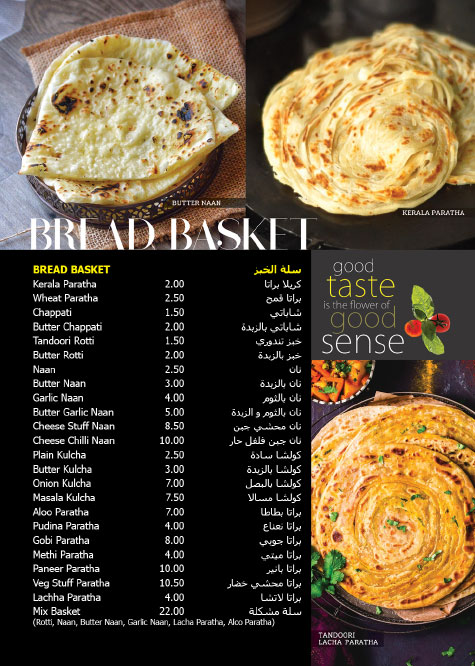 BUTTER NAAN
KERALA PARATHA
BREAD BASKET
BREAD BASKET سلة الخبز
Kerala Paratha 2.00 كريلا براتا
Wheat Paratha 2.50 براتا قمح
Chappati 1.50 شاباتي
Butter Chappati 2.00 شاباتي بالزبدة
Tandoori Rotti 1.50 خبز تندوري
Butter Rotti 2.00 خبز بالزبدة
Naan 2.50 نان
Butter Naan 3.00 نان بالزبدة
Garlic Naan 4.00 نان بالثوم
Butter Garlic Naan 5.00 نان بالثوم و الزبدة
Cheese Stuff Naan 8.50 نان محشي جبن
Cheese Chilli Naan 10.00 نان جبن فلفل حار
Plain Kulcha 2.50 كولشا سادة
Butter Kulcha 3.00 كولشا بالزبدة
Onion Kulcha 7.00 كولشا بالبصل
Masala Kulcha 7.50 كولشا مسالا
Aloo Paratha 7.00 براتا بطاطا
Pudina Paratha 4.00 براتا نعناع
Gobi Paratha 8.00 براتا جوبي
Methi Paratha 4.00 براتا ميتي
Paneer Paratha 10.00 براتا بانير
Veg Stuff Paratha 10.50 براتا محشي خضار
Lachha Paratha 4.00 براتا لاتشا
Mix Basket 22.00 سلة مشكلة
(Rotti, Naan, Butter Naan, Garlic Naan, Lacha Paratha, Alco Paratha)
good
taste
is the flower of
good
sense
TANDOORI
LACHA PARATHA